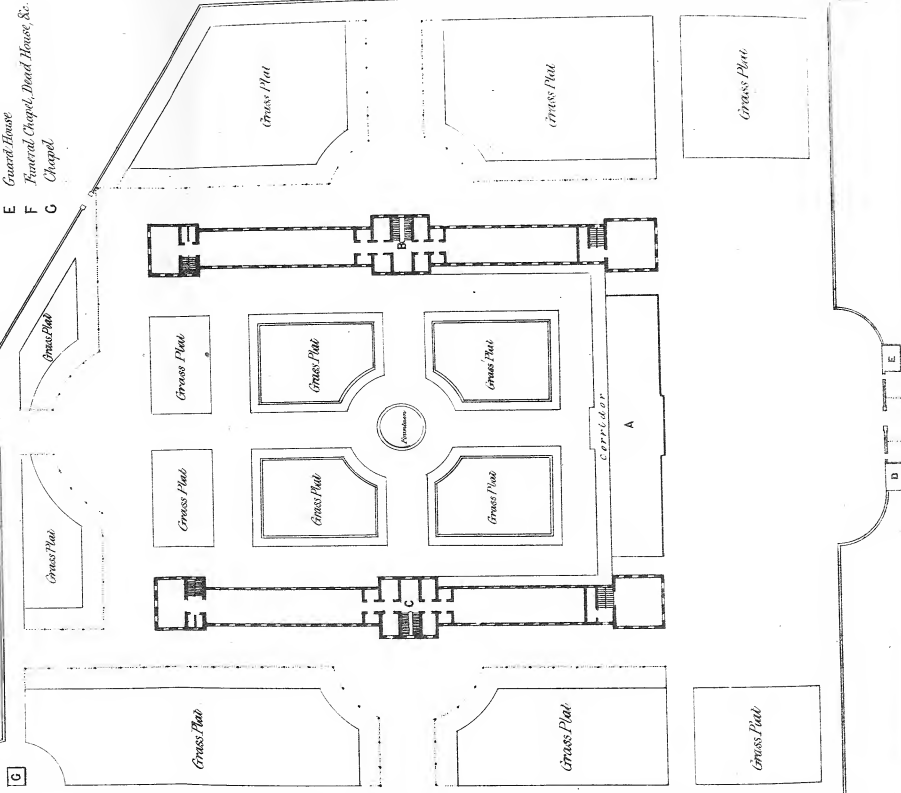 E Guard House
F Funeral Chapel, Dead House, &c.
G Chapel
Grass Plat
Grass Plat
Grass Plat
B
Grass Plat
Grass Plat
Grass Plat
Grass Plat
Fountain
Corridor
A
E
Grass Plat
Grass Plat
Grass Plat
Grass Plat
D
C
G
Grass Plat
Grass Plat
Grass Plat